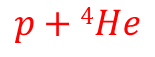 p + ⁴He